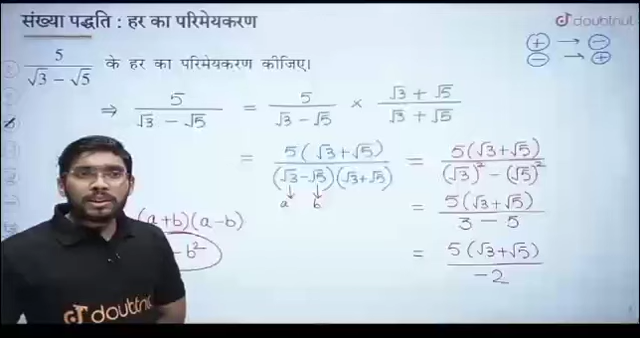 संख्या पद्धति : हर का परिमेयकरण
doubtnut
5/(√3 − √5) के हर का परिमेयकरण कीजिए।
(+) → (−)
(−) → (+)
⇒ 5/(√3 − √5) = 5/(√3 − √5) × (√3 + √5)/(√3 + √5)
= 5(√3+√5)/((√3−√5)(√3+√5)) = 5(√3+√5)/((√3)² − (√5)²)
a b
= 5(√3+√5)/(3 − 5)
(a+b)(a−b)
− b²
= 5(√3+√5)/(−2)
doubtnut